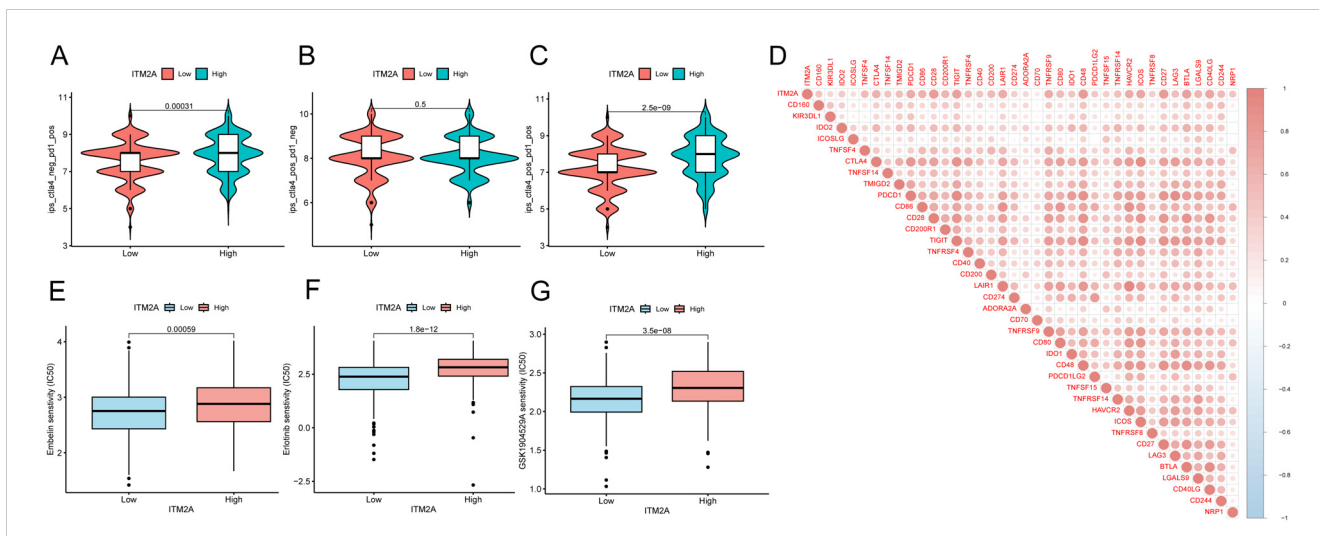 A
ITM2A Low High
ips_ctla4_neg_pd1_pos
9
7
5
3
0.00031
Low High
B
ITM2A Low High
ips_ctla4_pos_pd1_neg
10
8
6
4
0.5
Low High
C
ITM2A Low High
ips_ctla4_pos_pd1_pos
9
7
5
3
2.5e−09
Low High
D
ITM2A
CD160
KIR3DL1
IDO2
ICOSLG
TNFSF4
CTLA4
TNFSF14
TMIGD2
PDCD1
CD86
CD28
CD200R1
TIGIT
TNFRSF4
CD40
CD200
LAIR1
CD274
ADORA2A
CD70
TNFRSF9
CD80
IDO1
CD48
PDCD1LG2
TNFSF15
TNFRSF14
HAVCR2
ICOS
TNFRSF8
CD27
LAG3
BTLA
LGALS9
CD40LG
CD244
NRP1
ITM2A
CD160
KIR3DL1
IDO2
ICOSLG
TNFSF4
CTLA4
TNFSF14
TMIGD2
PDCD1
CD86
CD28
CD200R1
TIGIT
TNFRSF4
CD40
CD200
LAIR1
CD274
ADORA2A
CD70
TNFRSF9
CD80
IDO1
CD48
PDCD1LG2
TNFSF15
TNFRSF14
HAVCR2
ICOS
TNFRSF8
CD27
LAG3
BTLA
LGALS9
CD40LG
CD244
NRP1
1
0.8
0.6
0.4
0.2
0
−0.2
−0.4
−0.6
−0.8
−1
E
ITM2A Low High
Embelin senstivity (IC50)
4
3
2
0.00059
Low High
ITM2A
F
ITM2A Low High
Erlotinib senstivity (IC50)
2.5
0.0
−2.5
1.8e−12
Low High
ITM2A
G
ITM2A Low High
GSK1904529A senstivity (IC50)
3.0
2.5
2.0
1.5
1.0
3.5e−08
Low High
ITM2A